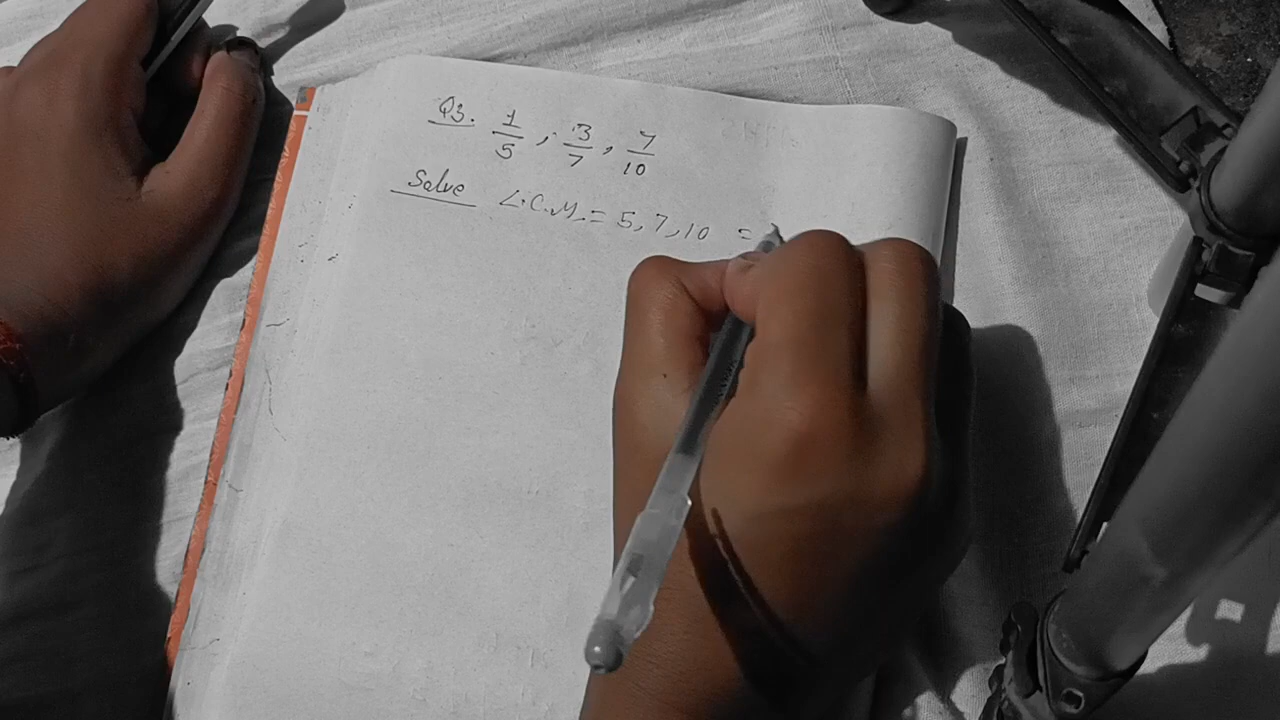 Q3. 1/5, 3/7, 7/10
Solve L.C.M. = 5, 7, 10 =